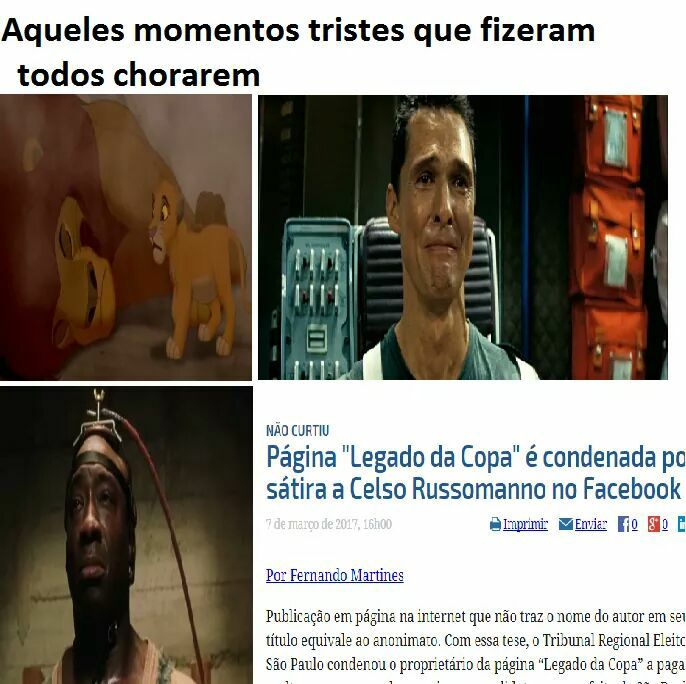 Aqueles momentos tristes que fizeram
todos chorarem
NÃO CURTIU
Página "Legado da Copa" é condenada po
sátira a Celso Russomanno no Facebook
7 de março de 2017, 16h00
Imprimir Enviar 0 0
Por Fernando Martines
Publicação em página na internet que não traz o nome do autor em seu
título equivale ao anonimato. Com essa tese, o Tribunal Regional Eleito
São Paulo condenou o proprietário da página “Legado da Copa” a paga